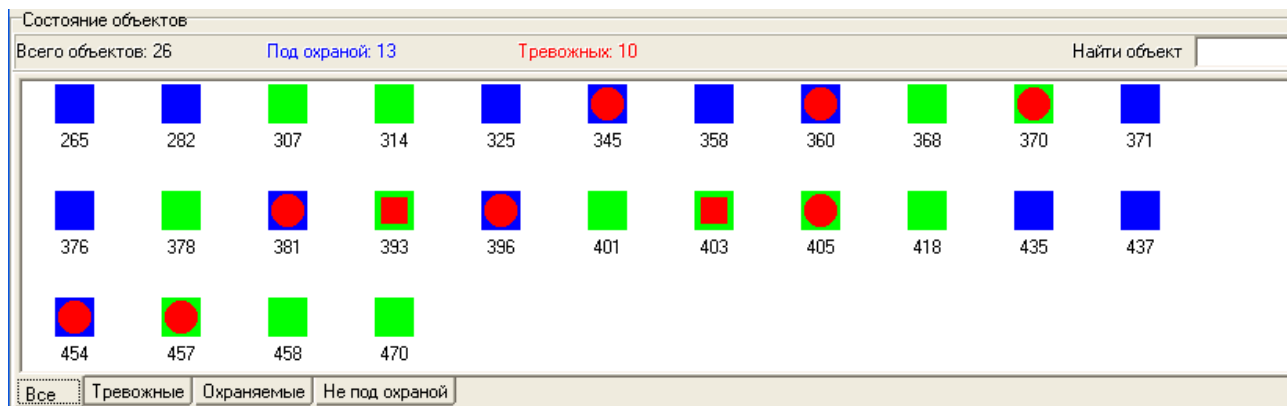 Состояние объектов
Всего объектов: 26 Под охраной: 13 Тревожных: 10 Найти объект
265 282 307 314 325 345 358 360 368 370 371
376 378 381 393 396 401 403 405 418 435 437
454 457 458 470
Все Тревожные Охраняемые Не под охраной